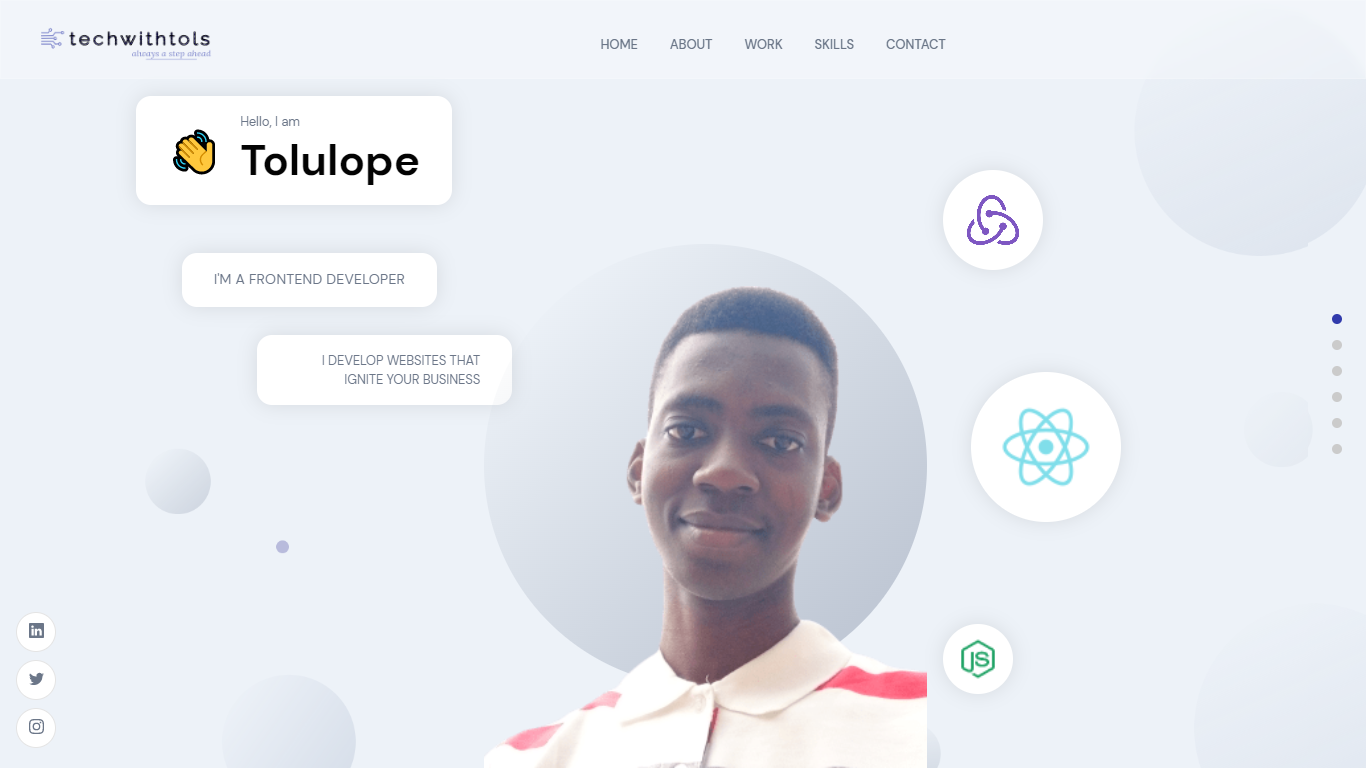 techwithtols
always a step ahead
HOME
ABOUT
WORK
SKILLS
CONTACT
Hello, I am
Tolulope
I'M A FRONTEND DEVELOPER
I DEVELOP WEBSITES THAT
IGNITE YOUR BUSINESS
in
JS